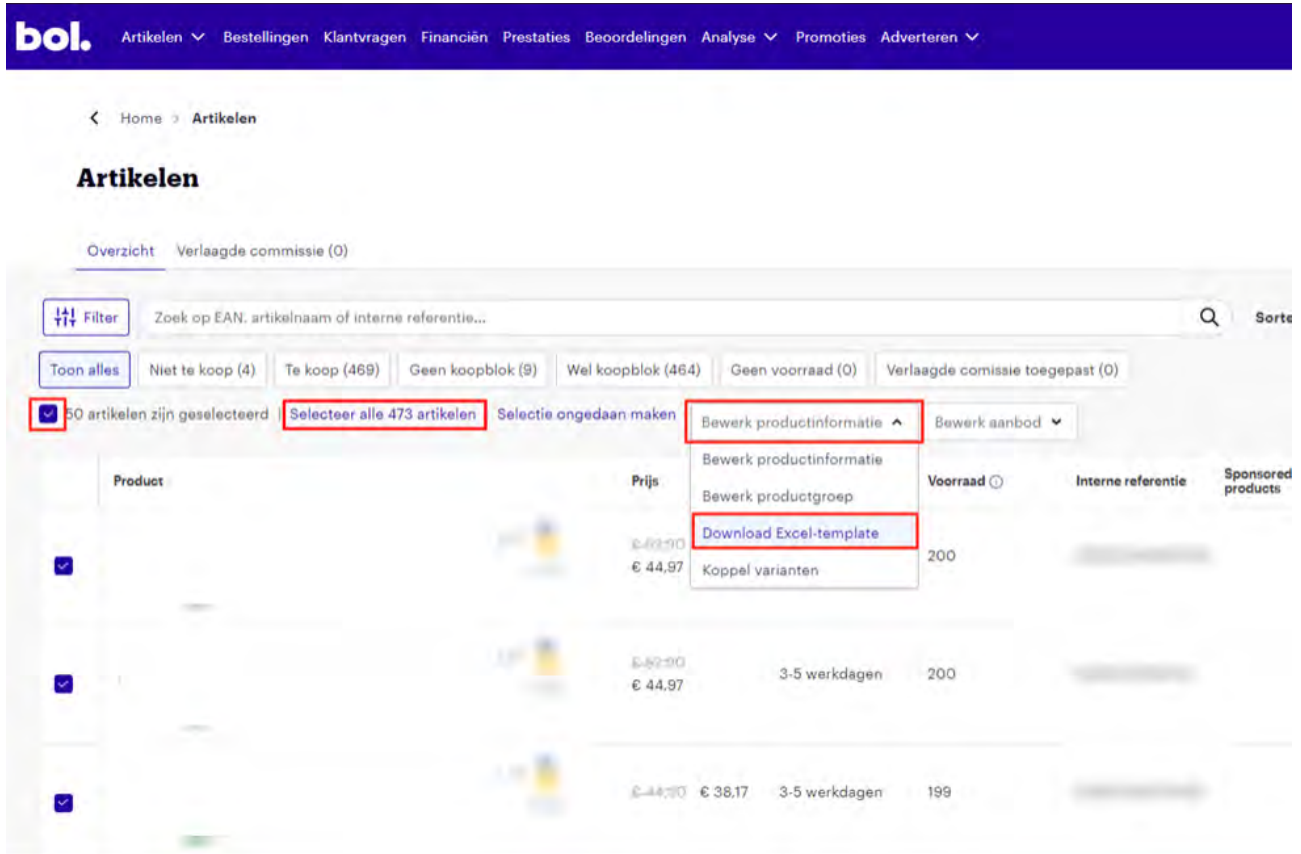 bol. Artikelen Bestellingen Klantvragen Financiën Prestaties Beoordelingen Analyse Promoties Adverteren
Home > Artikelen
Artikelen
Overzicht Verlaagde commissie (0)
Filter Zoek op EAN. artikelnaam of interne referentie... Sorte
Toon alles Niet te koop (4) Te koop (469) Geen koopblok (9) Wel koopblok (464) Geen voorraad (0) Verlaagde comissie toegepast (0)
50 artikelen zijn geselecteerd | Selecteer alle 473 artikelen Selectie ongedaan maken Bewerk productinformatie Bewerk aanbod
Bewerk productinformatie
Bewerk productgroep
Download Excel-template
Koppel varianten
Product Prijs Voorraad Interne referentie Sponsored
products
€ 44,97 200
€ 44,97 3-5 werkdagen 200
€ 38,17 3-5 werkdagen 199